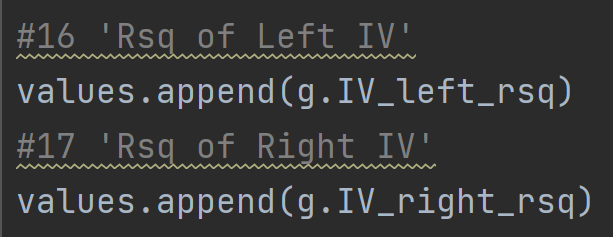 #16 'Rsq of Left IV'
values.append(g.IV_left_rsq)
#17 'Rsq of Right IV'
values.append(g.IV_right_rsq)